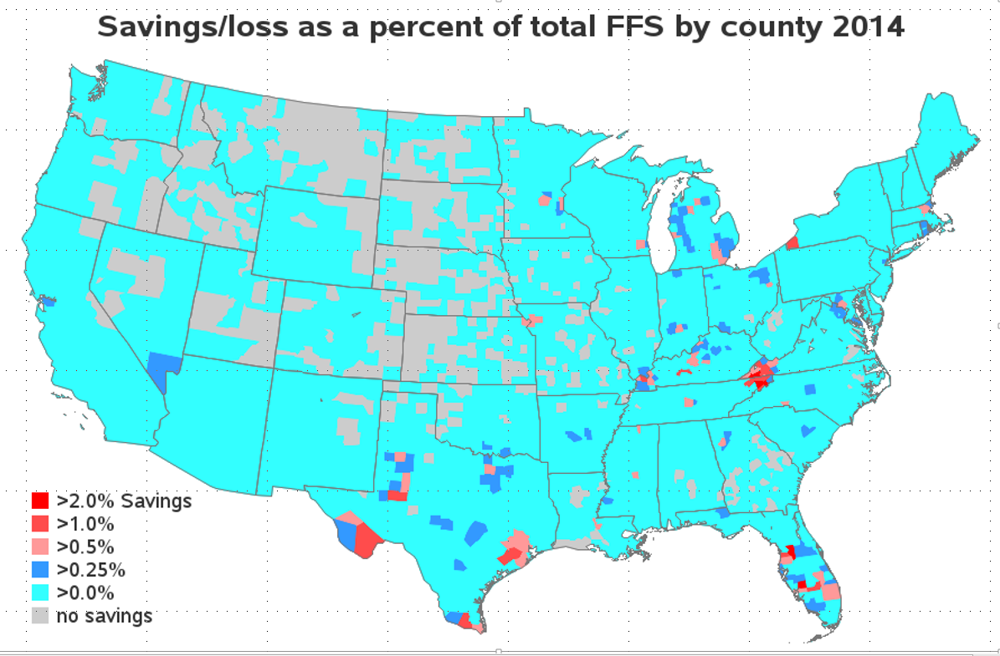 Savings/loss as a percent of total FFS by county 2014
>2.0% Savings
>1.0%
>0.5%
>0.25%
>0.0%
no savings